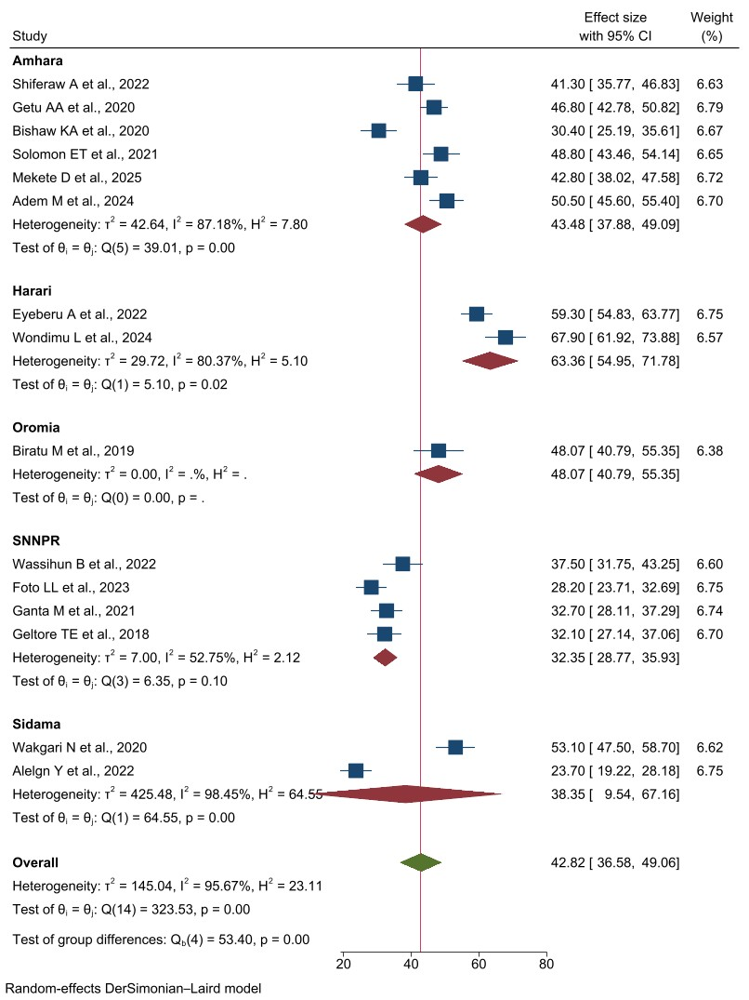 Effect size Weight
Study with 95% CI (%)
Amhara
Shiferaw A et al., 2022 41.30 [ 35.77, 46.83] 6.63
Getu AA et al., 2020 46.80 [ 42.78, 50.82] 6.79
Bishaw KA et al., 2020 30.40 [ 25.19, 35.61] 6.67
Solomon ET et al., 2021 48.80 [ 43.46, 54.14] 6.65
Mekete D et al., 2025 42.80 [ 38.02, 47.58] 6.72
Adem M et al., 2024 50.50 [ 45.60, 55.40] 6.70
Heterogeneity: τ² = 42.64, I² = 87.18%, H² = 7.80 43.48 [ 37.88, 49.09]
Test of θᵢ = θⱼ: Q(5) = 39.01, p = 0.00
Harari
Eyeberu A et al., 2022 59.30 [ 54.83, 63.77] 6.75
Wondimu L et al., 2024 67.90 [ 61.92, 73.88] 6.57
Heterogeneity: τ² = 29.72, I² = 80.37%, H² = 5.10 63.36 [ 54.95, 71.78]
Test of θᵢ = θⱼ: Q(1) = 5.10, p = 0.02
Oromia
Biratu M et al., 2019 48.07 [ 40.79, 55.35] 6.38
Heterogeneity: τ² = 0.00, I² = .%, H² = . 48.07 [ 40.79, 55.35]
Test of θᵢ = θⱼ: Q(0) = 0.00, p = .
SNNPR
Wassihun B et al., 2022 37.50 [ 31.75, 43.25] 6.60
Foto LL et al., 2023 28.20 [ 23.71, 32.69] 6.75
Ganta M et al., 2021 32.70 [ 28.11, 37.29] 6.74
Geltore TE et al., 2018 32.10 [ 27.14, 37.06] 6.70
Heterogeneity: τ² = 7.00, I² = 52.75%, H² = 2.12 32.35 [ 28.77, 35.93]
Test of θᵢ = θⱼ: Q(3) = 6.35, p = 0.10
Sidama
Wakgari N et al., 2020 53.10 [ 47.50, 58.70] 6.62
Alelgn Y et al., 2022 23.70 [ 19.22, 28.18] 6.75
Heterogeneity: τ² = 425.48, I² = 98.45%, H² = 64.55 38.35 [ 9.54, 67.16]
Test of θᵢ = θⱼ: Q(1) = 64.55, p = 0.00
Overall 42.82 [ 36.58, 49.06]
Heterogeneity: τ² = 145.04, I² = 95.67%, H² = 23.11
Test of θᵢ = θⱼ: Q(14) = 323.53, p = 0.00
Test of group differences: Q_b(4) = 53.40, p = 0.00
20 40 60 80
Random-effects DerSimonian–Laird model